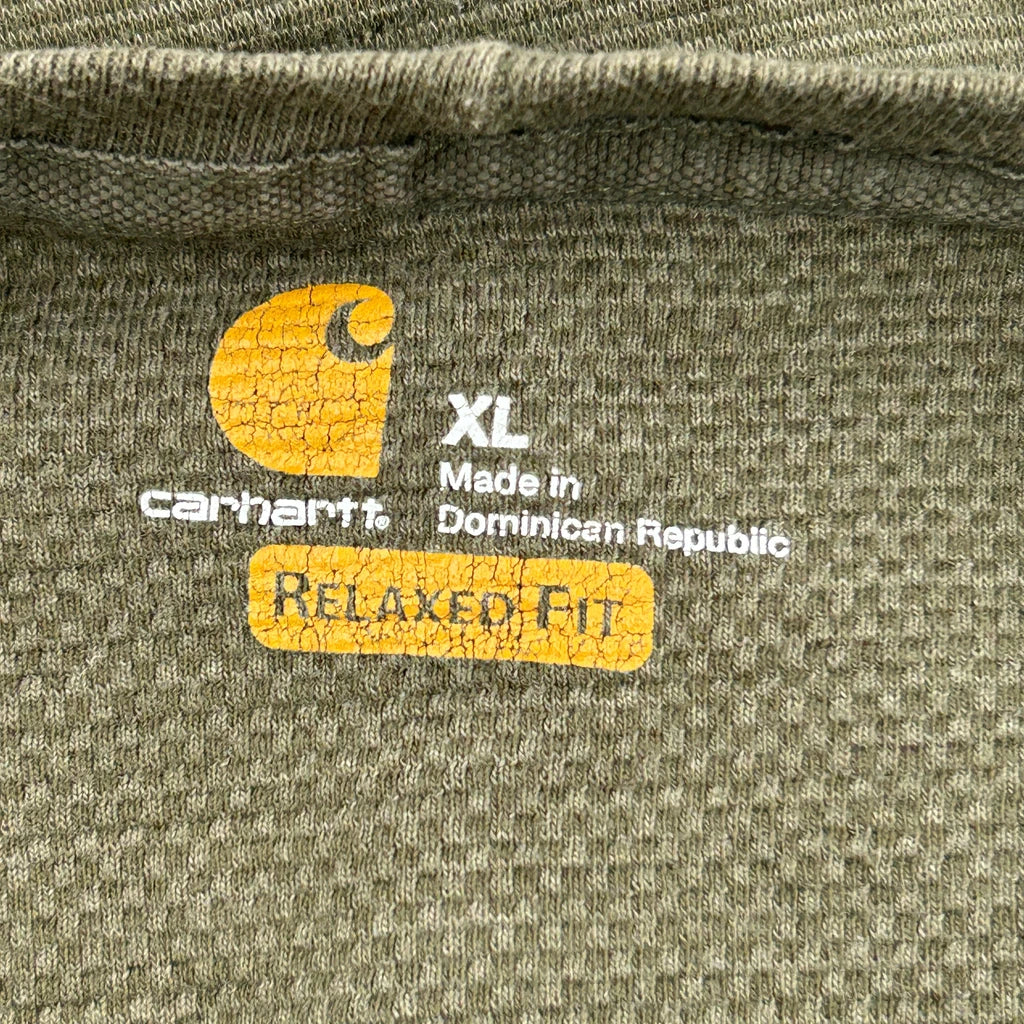 carhartt®
XL
Made in
Dominican Republic
RELAXED FIT